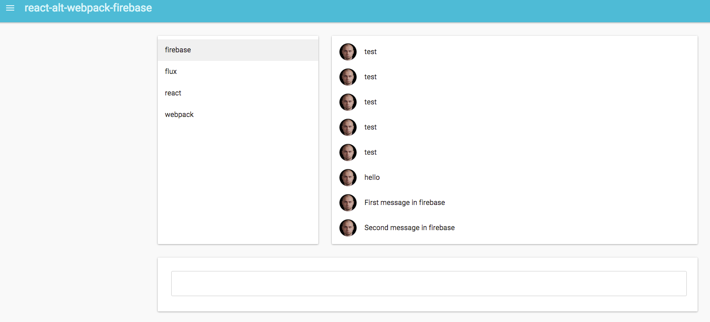 react-alt-webpack-firebase
firebase
flux
react
webpack
test
test
test
test
test
hello
First message in firebase
Second message in firebase